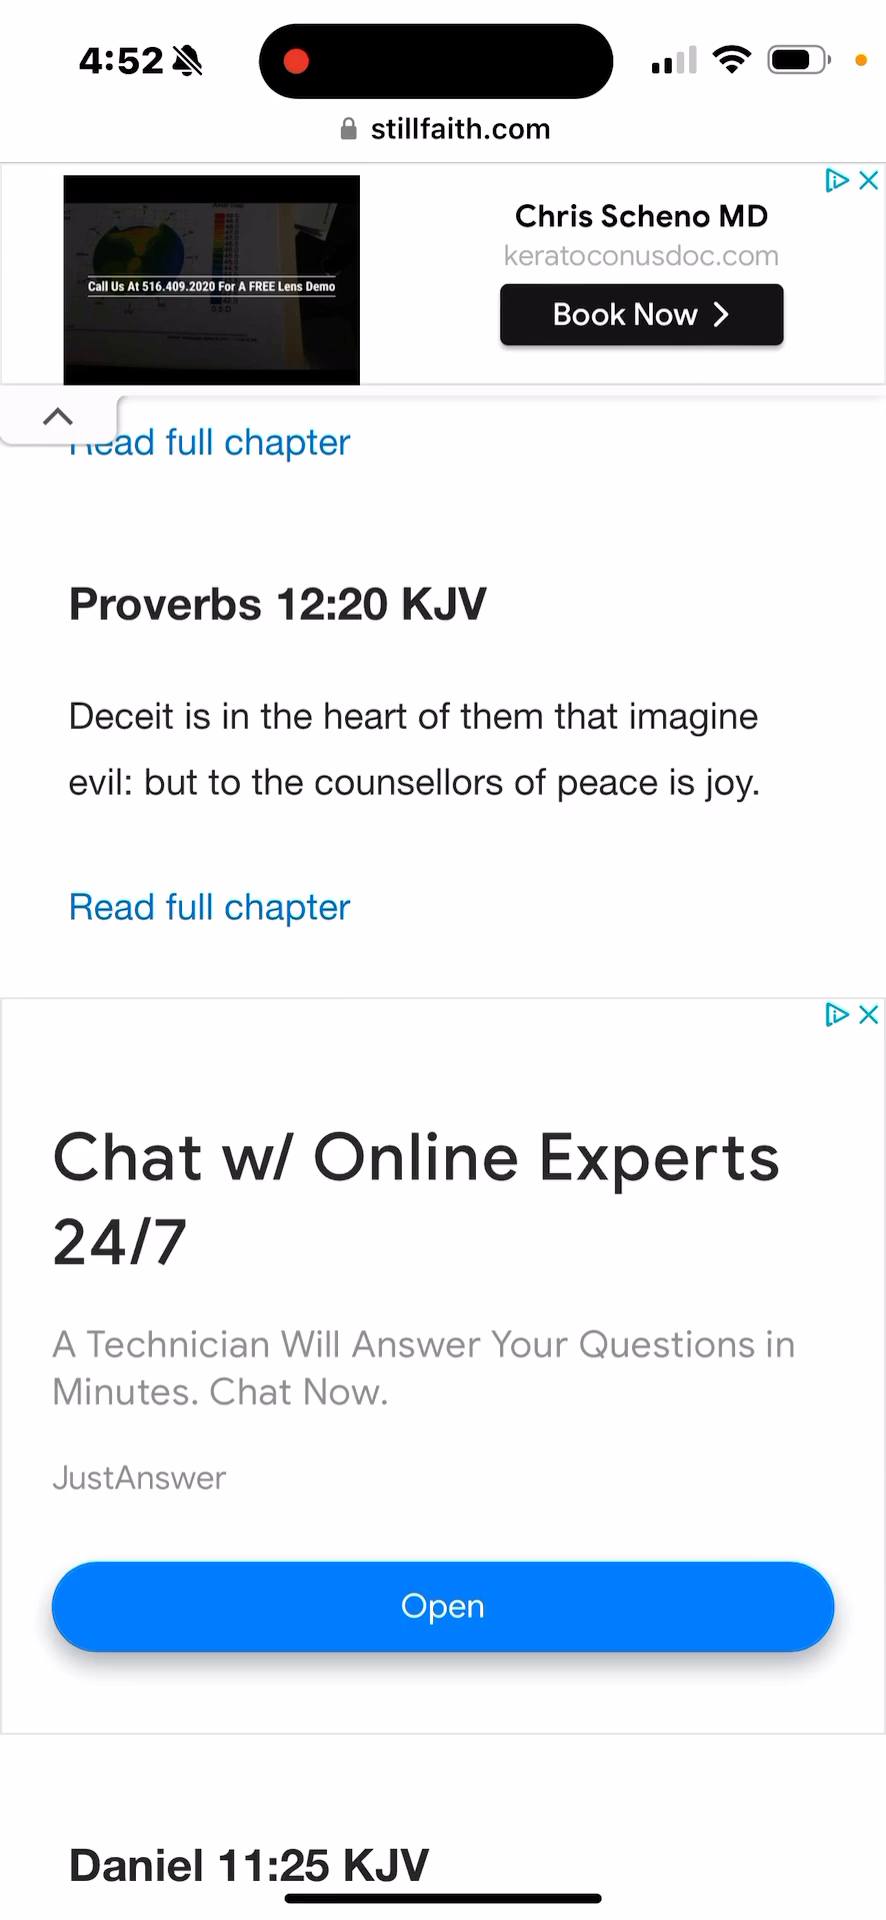 4:52
stillfaith.com
Call Us At 516.409.2020 For A FREE Lens Demo
Chris Scheno MD
keratoconusdoc.com
Book Now
Read full chapter
Proverbs 12:20 KJV
Deceit is in the heart of them that imagine
evil: but to the counsellors of peace is joy.
Read full chapter
Chat w/ Online Experts
24/7
A Technician Will Answer Your Questions in
Minutes. Chat Now.
JustAnswer
Open
Daniel 11:25 KJV